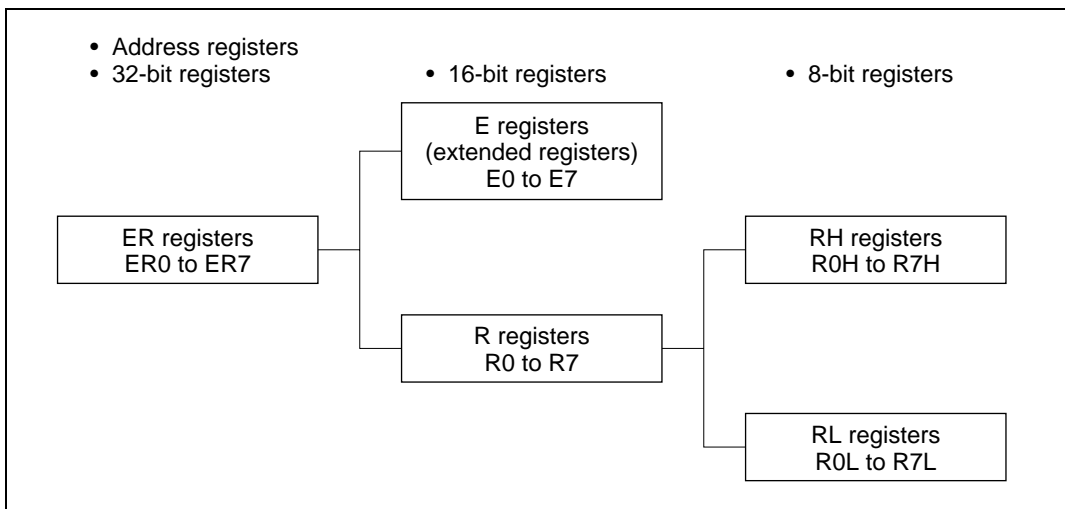 • Address registers
• 32-bit registers
• 16-bit registers
• 8-bit registers
E registers
(extended registers)
E0 to E7
ER registers
ER0 to ER7
RH registers
R0H to R7H
R registers
R0 to R7
RL registers
R0L to R7L